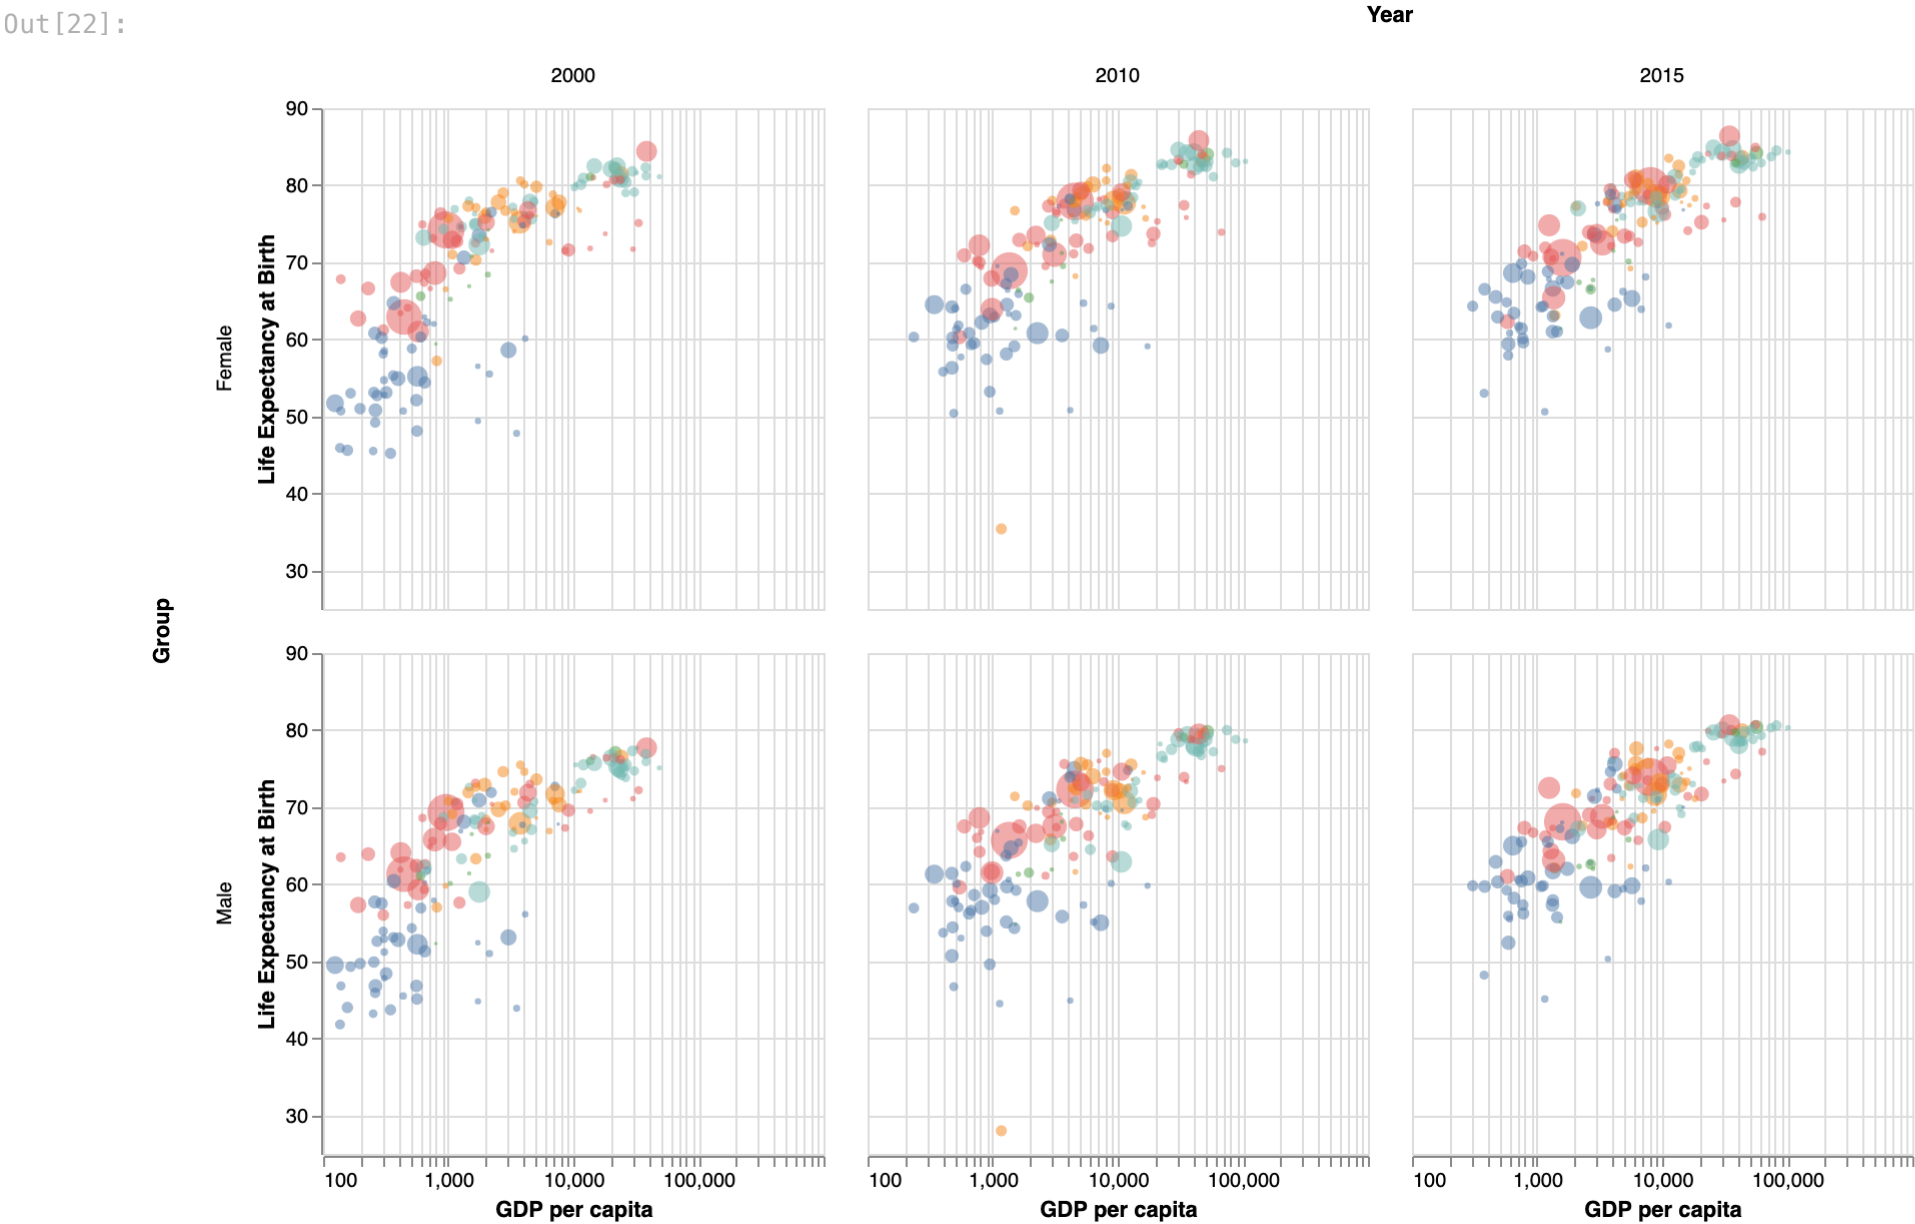 Out[22]:
Year
2000 2010 2015
90
80
70
60
50
40
30
Female
Life Expectancy at Birth
Group
90
80
70
60
50
40
30
Male
Life Expectancy at Birth
100 1,000 10,000 100,000
GDP per capita
100 1,000 10,000 100,000
GDP per capita
100 1,000 10,000 100,000
GDP per capita